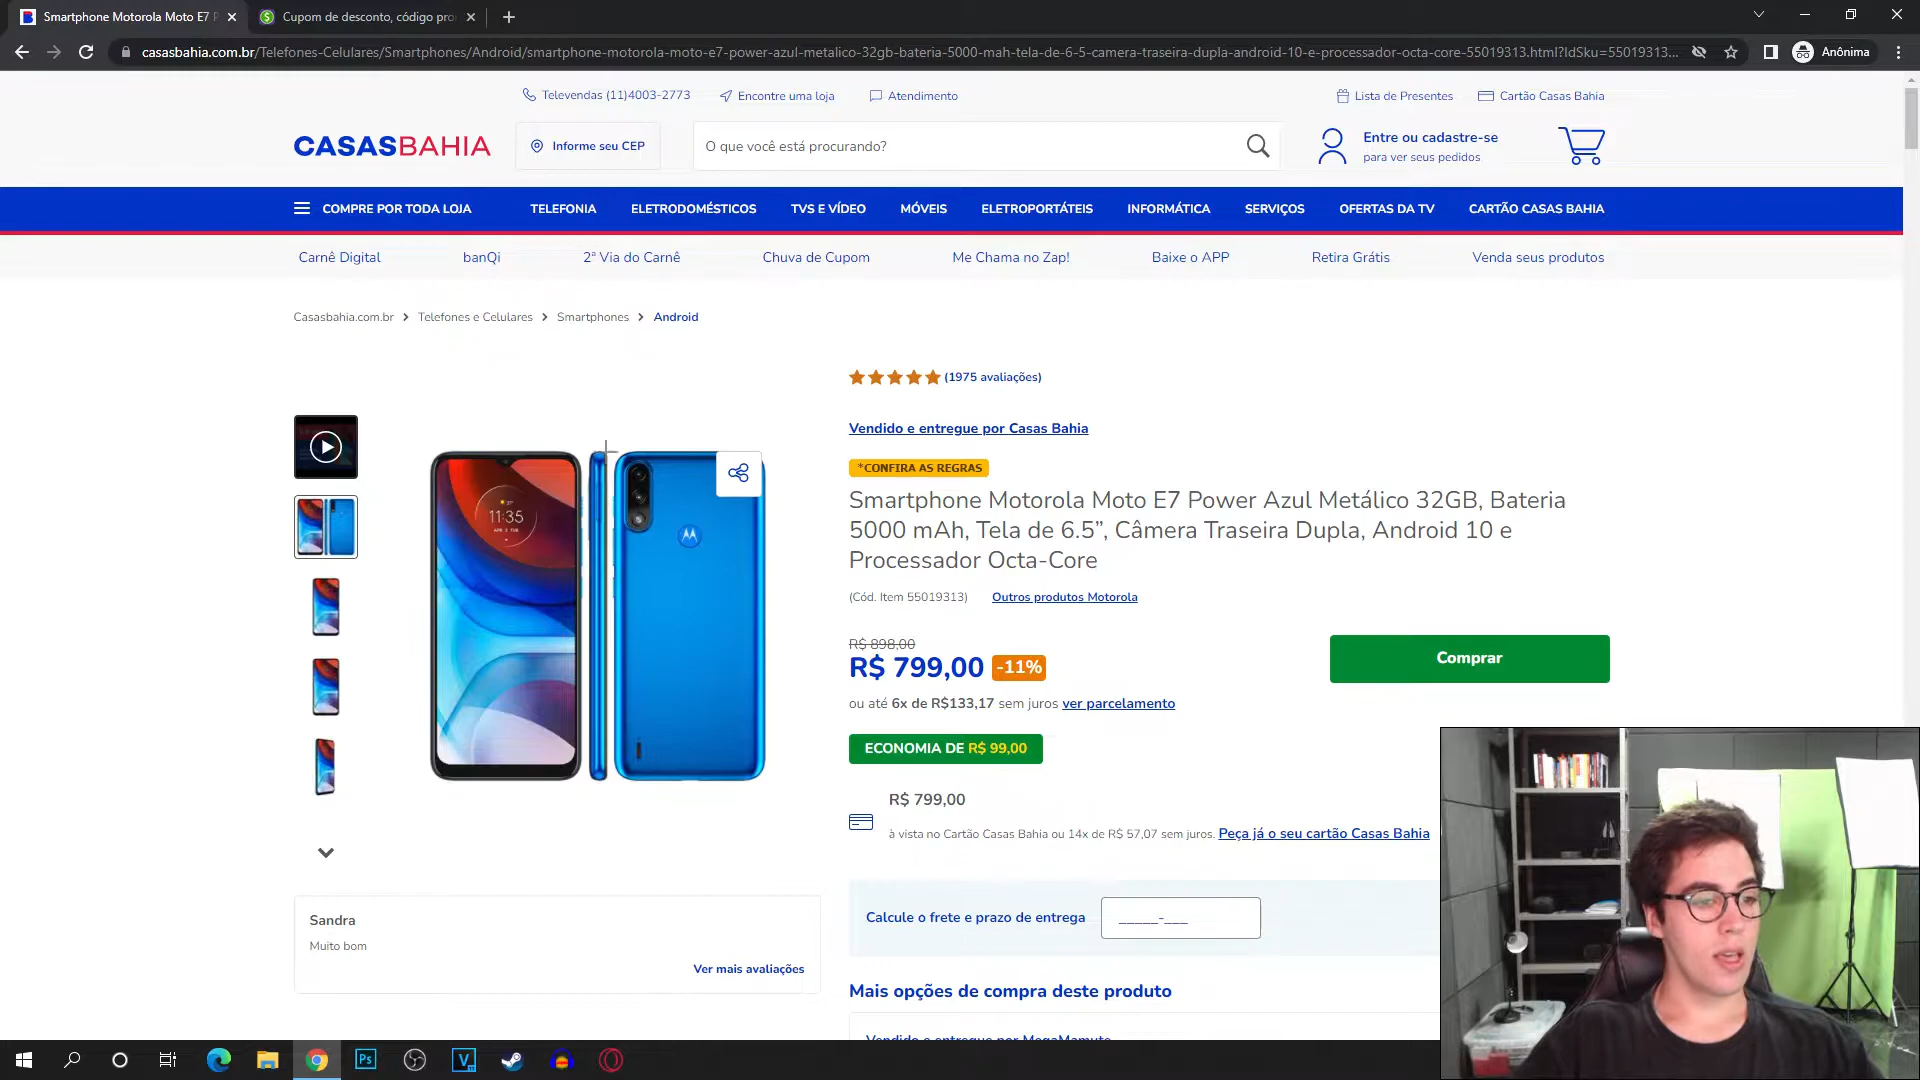 Smartphone Motorola Moto E7 P
Cupom de desconto, código pro
casasbahia.com.br/Telefones-Celulares/Smartphones/Android/smartphone-motorola-moto-e7-power-azul-metalico-32gb-bateria-5000-mah-tela-de-6-5-camera-traseira-dupla-android-10-e-processador-octa-core-55019313.html?IdSku=55019313...
Anônima
Televendas (11)4003-2773
Encontre uma loja
Atendimento
Lista de Presentes
Cartão Casas Bahia
CASASBAHIA
Informe seu CEP
O que você está procurando?
Entre ou cadastre-se
para ver seus pedidos
COMPRE POR TODA LOJA
TELEFONIA
ELETRODOMÉSTICOS
TVS E VÍDEO
MÓVEIS
ELETROPORTÁTEIS
INFORMÁTICA
SERVIÇOS
OFERTAS DA TV
CARTÃO CASAS BAHIA
Carnê Digital
banQi
2ª Via do Carnê
Chuva de Cupom
Me Chama no Zap!
Baixe o APP
Retira Grátis
Venda seus produtos
Casasbahia.com.br
Telefones e Celulares
Smartphones
Android
(1975 avaliações)
Vendido e entregue por Casas Bahia
*CONFIRA AS REGRAS
Smartphone Motorola Moto E7 Power Azul Metálico 32GB, Bateria
5000 mAh, Tela de 6.5”, Câmera Traseira Dupla, Android 10 e
Processador Octa-Core
(Cód. Item 55019313)
Outros produtos Motorola
11:35
R$ 898,00
R$ 799,00 -11%
Comprar
ou até 6x de R$133,17 sem juros ver parcelamento
ECONOMIA DE R$ 99,00
R$ 799,00
à vista no Cartão Casas Bahia ou 14x de R$ 57,07 sem juros. Peça já o seu cartão Casas Bahia
Calcule o frete e prazo de entrega
_____-___
Sandra
Muito bom
Ver mais avaliações
Mais opções de compra deste produto
Vendido e entregue por MegaMamute
Ps
V